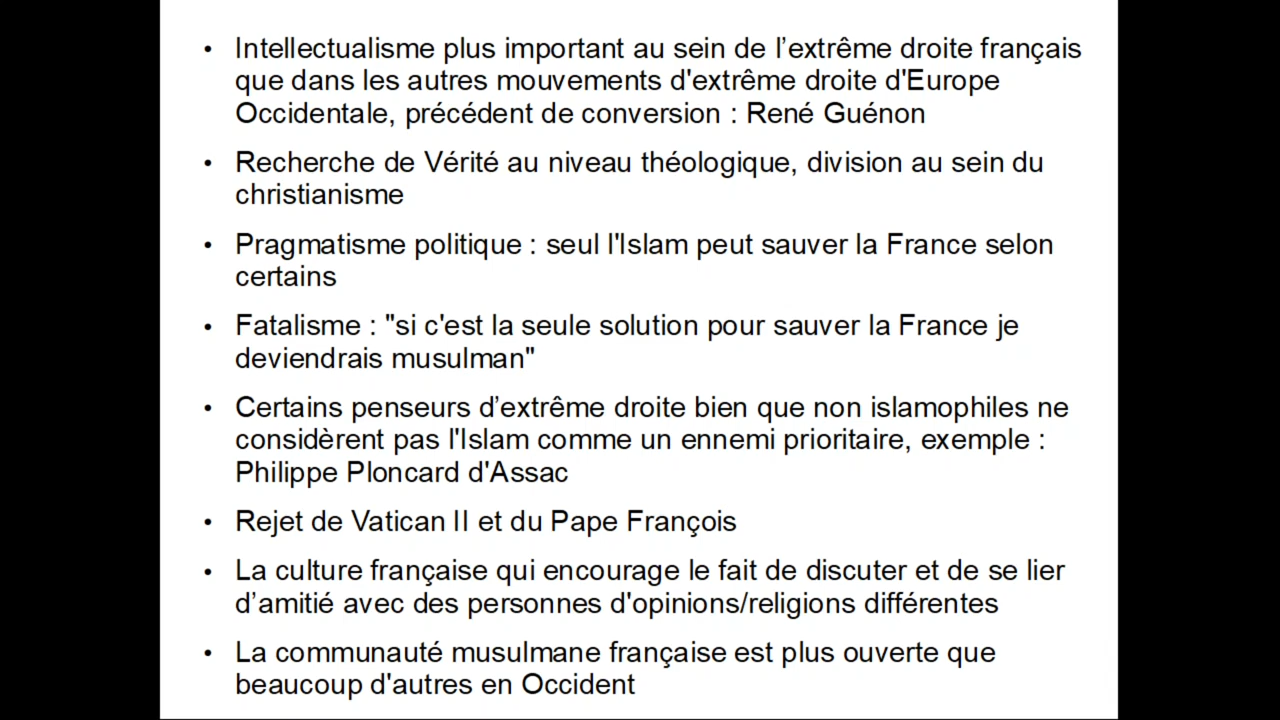 • Intellectualisme plus important au sein de l’extrême droite français
que dans les autres mouvements d'extrême droite d'Europe
Occidentale, précédent de conversion : René Guénon
• Recherche de Vérité au niveau théologique, division au sein du
christianisme
• Pragmatisme politique : seul l'Islam peut sauver la France selon
certains
• Fatalisme : "si c'est la seule solution pour sauver la France je
deviendrais musulman"
• Certains penseurs d’extrême droite bien que non islamophiles ne
considèrent pas l'Islam comme un ennemi prioritaire, exemple :
Philippe Ploncard d'Assac
• Rejet de Vatican II et du Pape François
• La culture française qui encourage le fait de discuter et de se lier
d’amitié avec des personnes d'opinions/religions différentes
• La communauté musulmane française est plus ouverte que
beaucoup d'autres en Occident